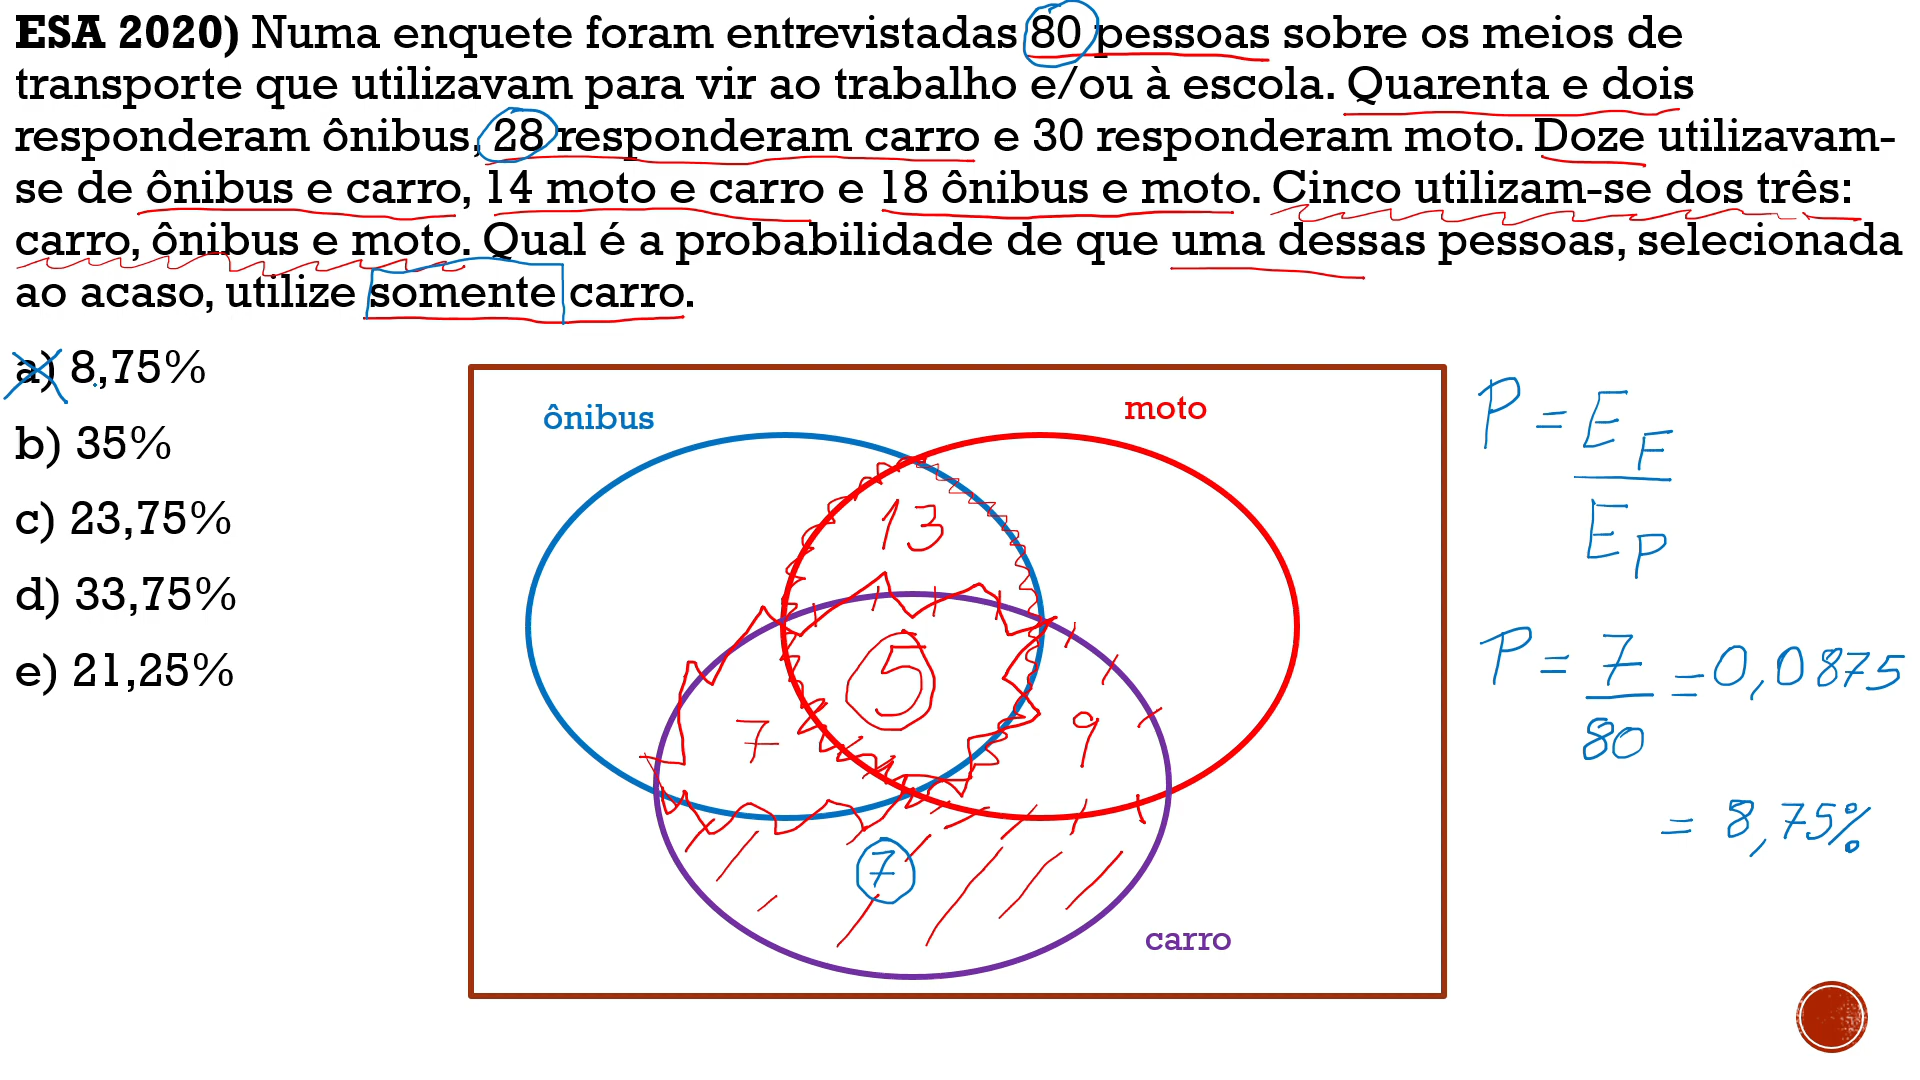 ESA 2020) Numa enquete foram entrevistadas 80 pessoas sobre os meios de
transporte que utilizavam para vir ao trabalho e/ou à escola. Quarenta e dois
responderam ônibus, 28 responderam carro e 30 responderam moto. Doze utilizavam-
se de ônibus e carro, 14 moto e carro e 18 ônibus e moto. Cinco utilizam-se dos três:
carro, ônibus e moto. Qual é a probabilidade de que uma dessas pessoas, selecionada
ao acaso, utilize somente carro.
a) 8,75%
b) 35%
c) 23,75%
d) 33,75%
e) 21,25%
ônibus
moto
13
5
7
9
7
carro
P = E F
E P
P = 7 = 0,0875
80
= 8,75%